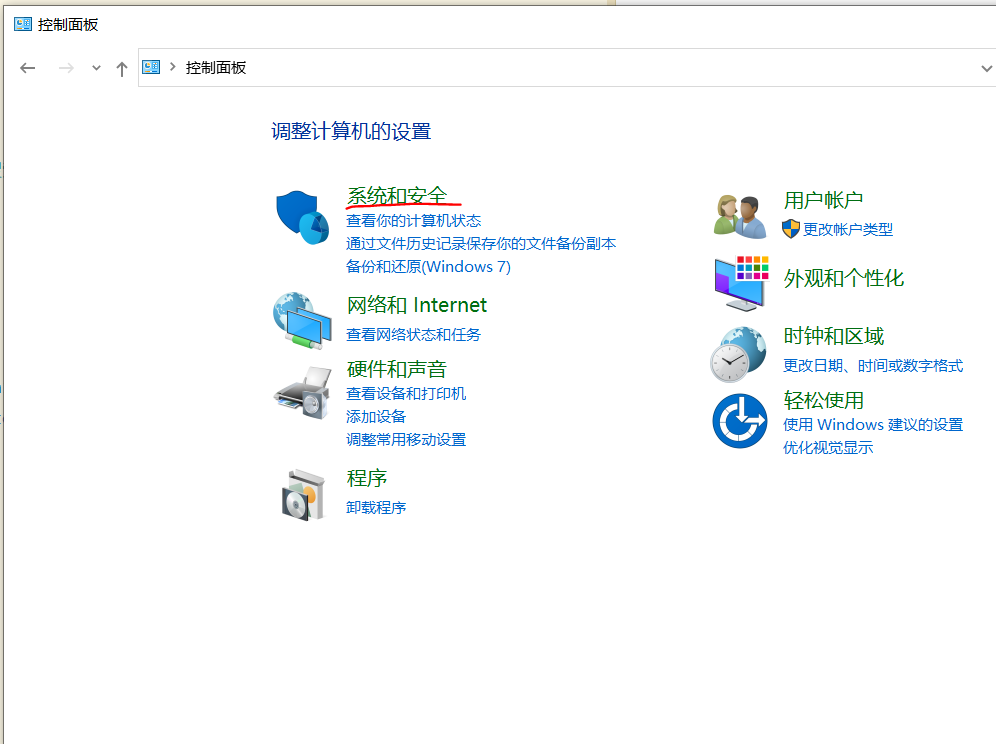 控制面板
控制面板
调整计算机的设置
系统和安全
查看你的计算机状态
通过文件历史记录保存你的文件备份副本
备份和还原(Windows 7)
网络和 Internet
查看网络状态和任务
硬件和声音
查看设备和打印机
添加设备
调整常用移动设置
程序
卸载程序
用户帐户
更改帐户类型
外观和个性化
时钟和区域
更改日期、时间或数字格式
轻松使用
使用 Windows 建议的设置
优化视觉显示